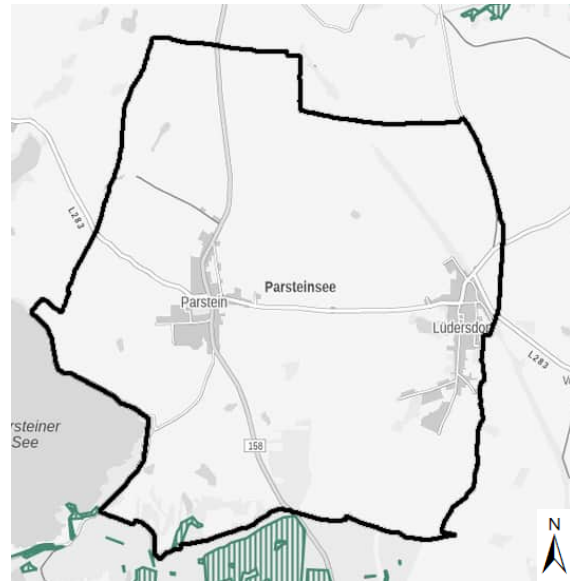 L283
Parsteinsee
Parstein
Lüdersdorf
L283
rsteiner
See
158
V
N